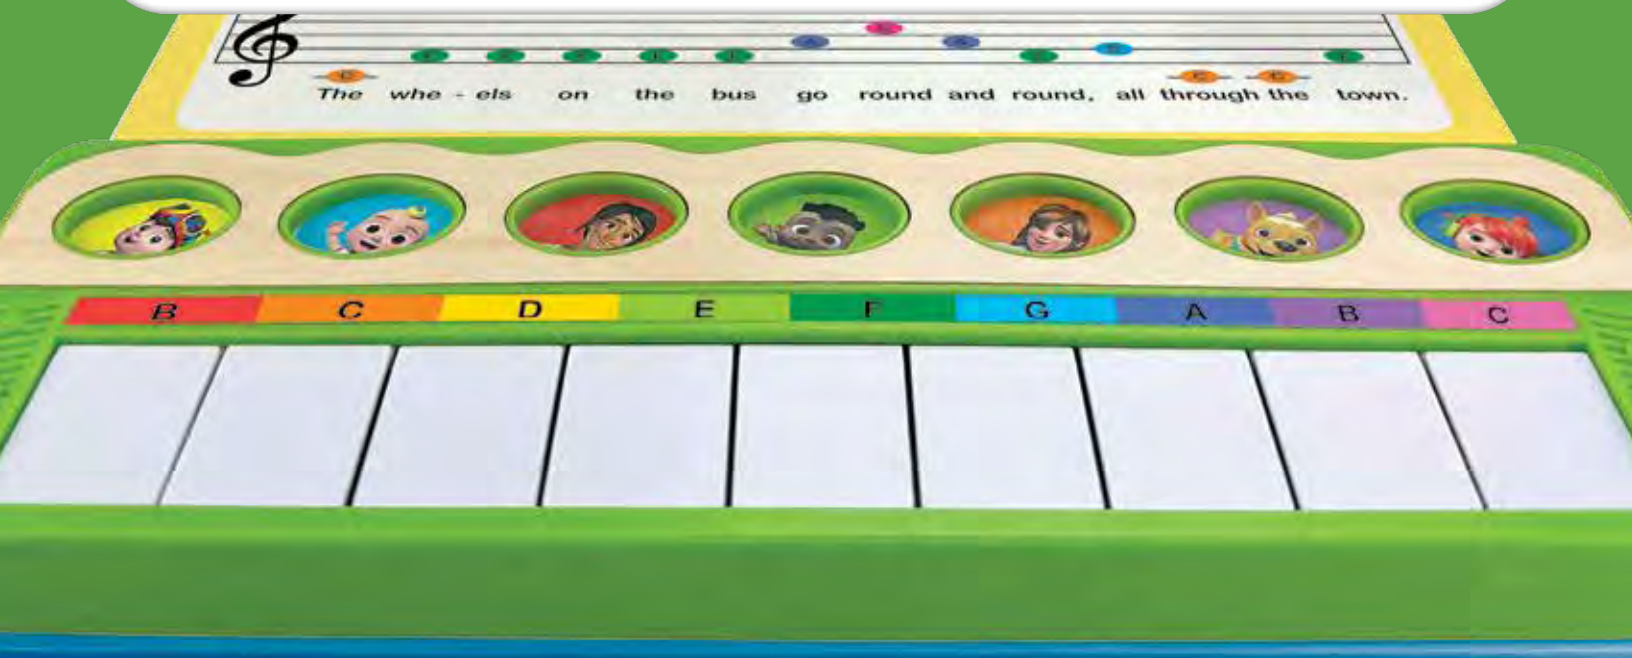 The whe - els on the bus go round and round, all through the town.
B C D E F G A B C